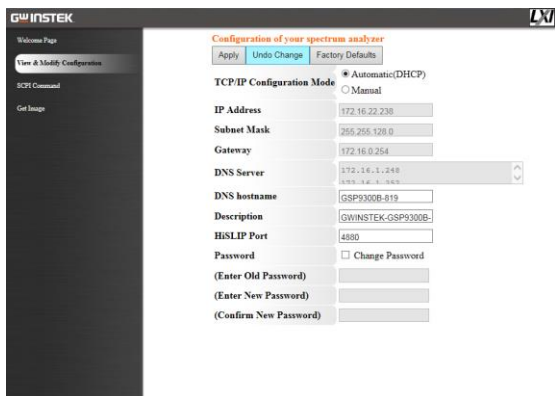 GWINSTEK
LXI
Welcome Page
View & Modify Configuration
SCPI Command
Get Image
Configuration of your spectrum analyzer
Apply Undo Change Factory Defaults
TCP/IP Configuration Mode Automatic(DHCP)
Manual
IP Address 172.16.22.238
Subnet Mask 255.255.128.0
Gateway 172.16.0.254
DNS Server 172.16.1.248
DNS hostname GSP9300B-819
Description GWINSTEK-GSP9300B-
HiSLIP Port 4880
Password Change Password
(Enter Old Password)
(Enter New Password)
(Confirm New Password)